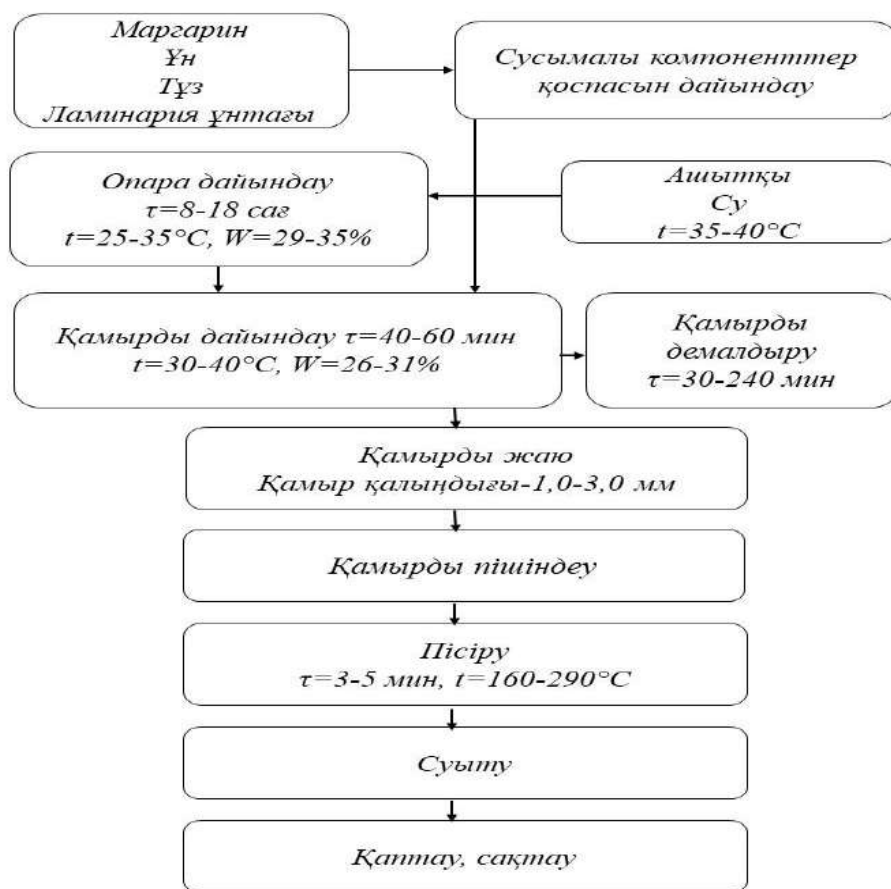 Маргарин
Ұн
Тұз
Ламинария ұнтағы
Сусымалы компоненттер
қоспасын дайындау
Опара дайындау
τ=8-18 сағ
t=25-35°C, W=29-35%
Ашытқы
Су
t=35-40°C
Қамырды дайындау τ=40-60 мин
t=30-40°C, W=26-31%
Қамырды
демалдыру
τ=30-240 мин
Қамырды жаю
Қамыр қалыңдығы-1,0-3,0 мм
Қамырды пішіндеу
Пісіру
τ=3-5 мин, t=160-290°C
Суыту
Қаптау, сақтау